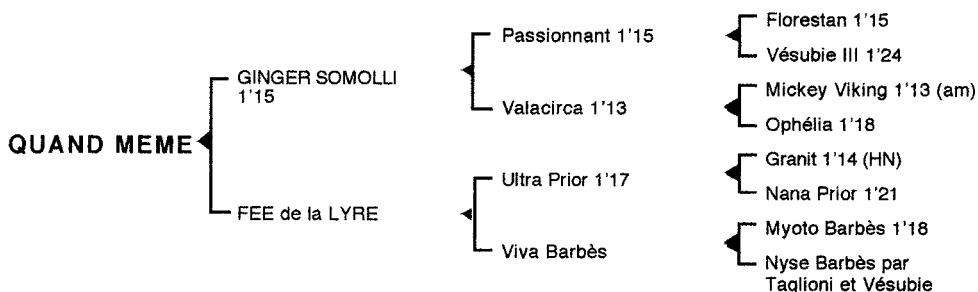 QUAND MEME
GINGER SOMOLLI
1'15
FEE de la LYRE
Passionnant 1'15
Valacirca 1'13
Ultra Prior 1'17
Viva Barbès
Florestan 1'15
Vésubie III 1'24
Mickey Viking 1'13 (am)
Ophélia 1'18
Granit 1'14 (HN)
Nana Prior 1'21
Myoto Barbès 1'18
Nyse Barbès par
Taglioni et Vésubie